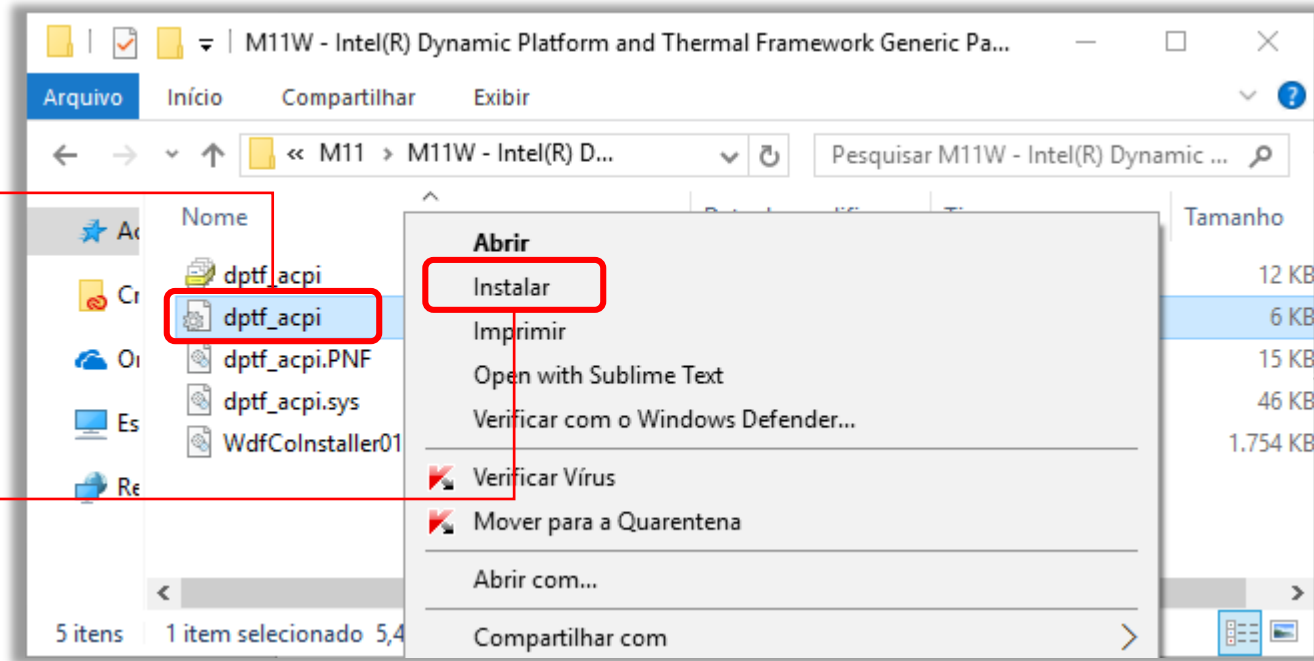 M11W - Intel(R) Dynamic Platform and Thermal Framework Generic Pa...
Arquivo Início Compartilhar Exibir
« M11 > M11W - Intel(R) D... Pesquisar M11W - Intel(R) Dynamic ...
Nome Tamanho
dptf_acpi 12 KB
dptf_acpi 6 KB
dptf_acpi.PNF 15 KB
dptf_acpi.sys 46 KB
WdfCoInstaller01 1.754 KB
Abrir
Instalar
Imprimir
Open with Sublime Text
Verificar com o Windows Defender...
Verificar Vírus
Mover para a Quarentena
Abrir com...
Compartilhar com
5 itens 1 item selecionado 5,4